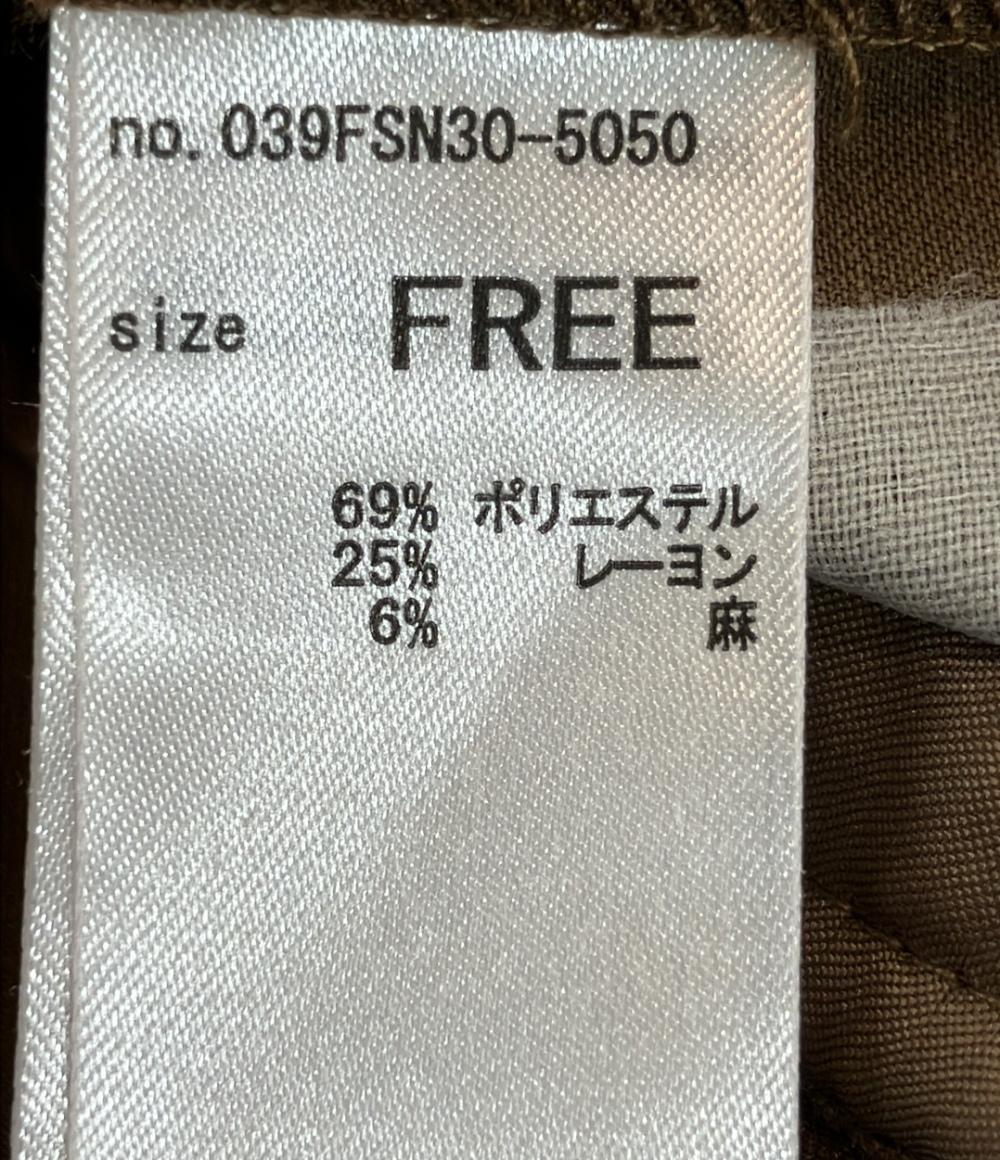 no. 039FSN30-5050
size FREE
69% ポリエステル
25% レーヨン
6% 麻